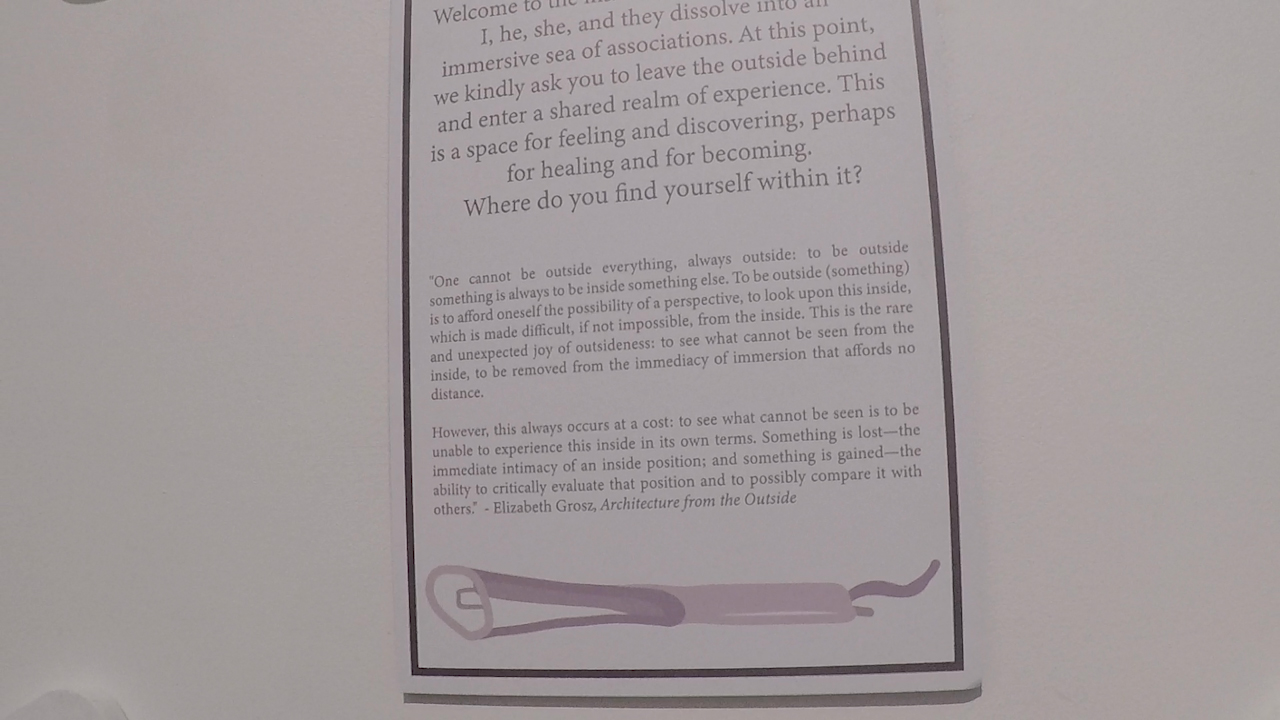 Welcome to the
I, he, she, and they dissolve into an
immersive sea of associations. At this point,
we kindly ask you to leave the outside behind
and enter a shared realm of experience. This
is a space for feeling and discovering, perhaps
for healing and for becoming.
Where do you find yourself within it?
"One cannot be outside everything, always outside: to be outside
something is always to be inside something else. To be outside (something)
is to afford oneself the possibility of a perspective, to look upon this inside,
which is made difficult, if not impossible, from the inside. This is the rare
and unexpected joy of outsideness: to see what cannot be seen from the
inside, to be removed from the immediacy of immersion that affords no
distance.
However, this always occurs at a cost: to see what cannot be seen is to be
unable to experience this inside in its own terms. Something is lost—the
immediate intimacy of an inside position; and something is gained—the
ability to critically evaluate that position and to possibly compare it with
others." - Elizabeth Grosz, Architecture from the Outside